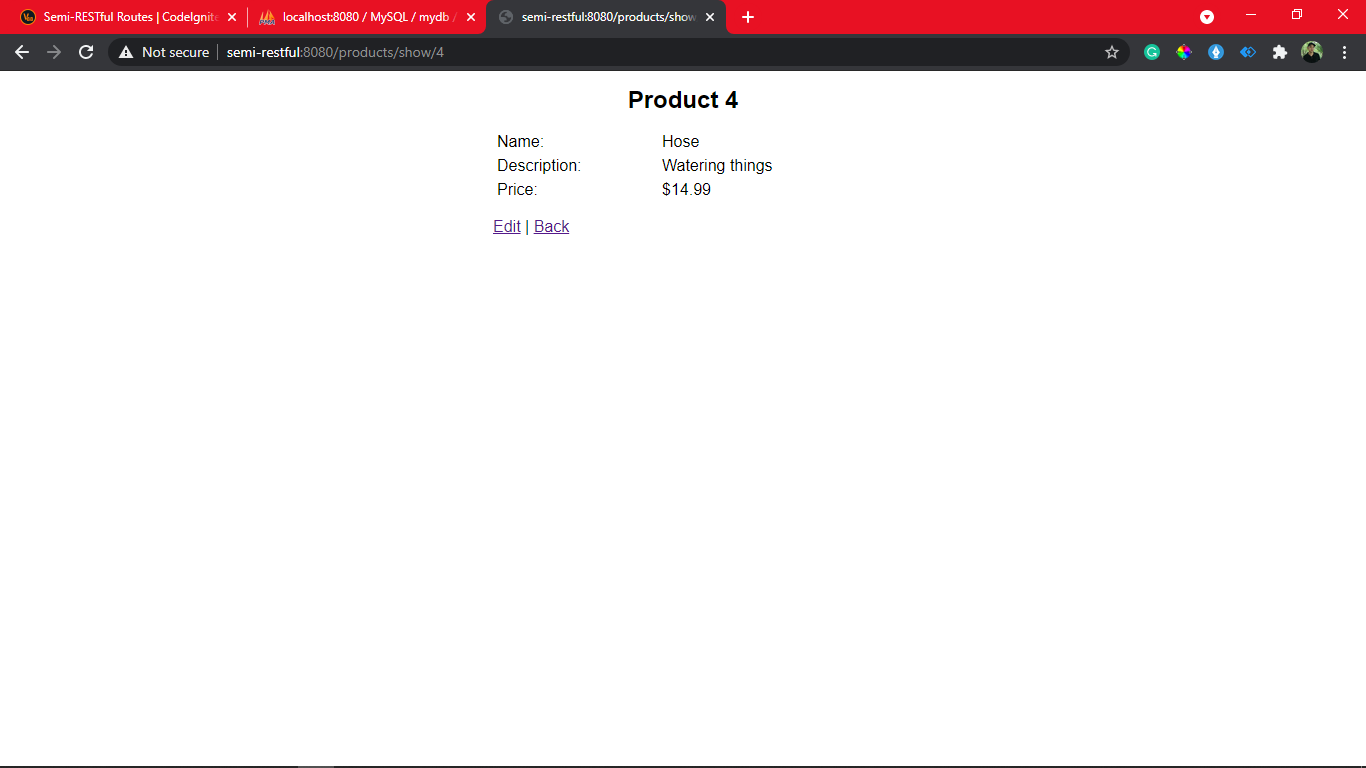 Semi-RESTful Routes | CodeIgnite
localhost:8080 / MySQL / mydb /
semi-restful:8080/products/show
Not secure
semi-restful:8080/products/show/4
Product 4
Name: Hose
Description: Watering things
Price: $14.99
Edit | Back